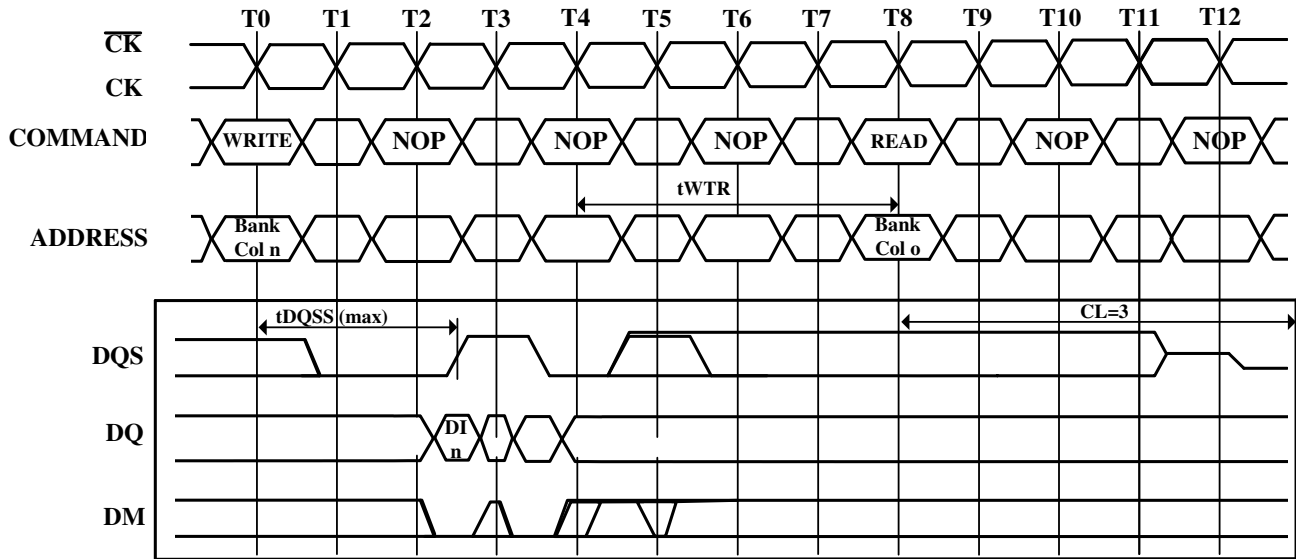 T0 T1 T2 T3 T4 T5 T6 T7 T8 T9 T10 T11 T12
CK
CK
COMMAND WRITE NOP NOP NOP READ NOP NOP
tWTR
ADDRESS Bank Col n Bank Col o
tDQSS (max) CL=3
DQS
DQ DI n
DM